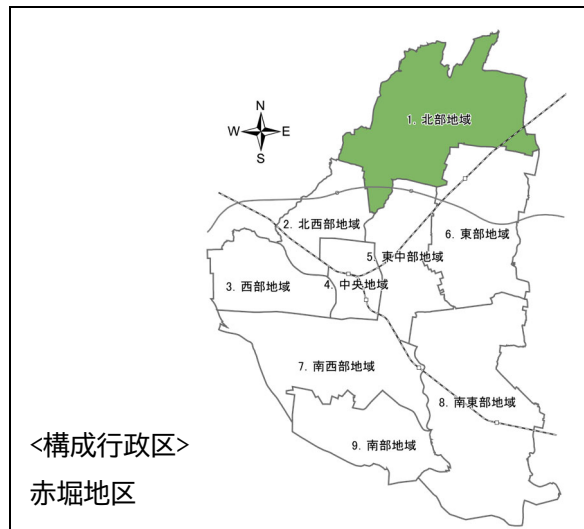 N
W E
S
1. 北部地域
2. 北西部地域
6. 東部地域
5. 東中部地域
3. 西部地域
4. 中央地域
7. 南西部地域
8. 南東部地域
9. 南部地域
<構成行政区>
赤堀地区